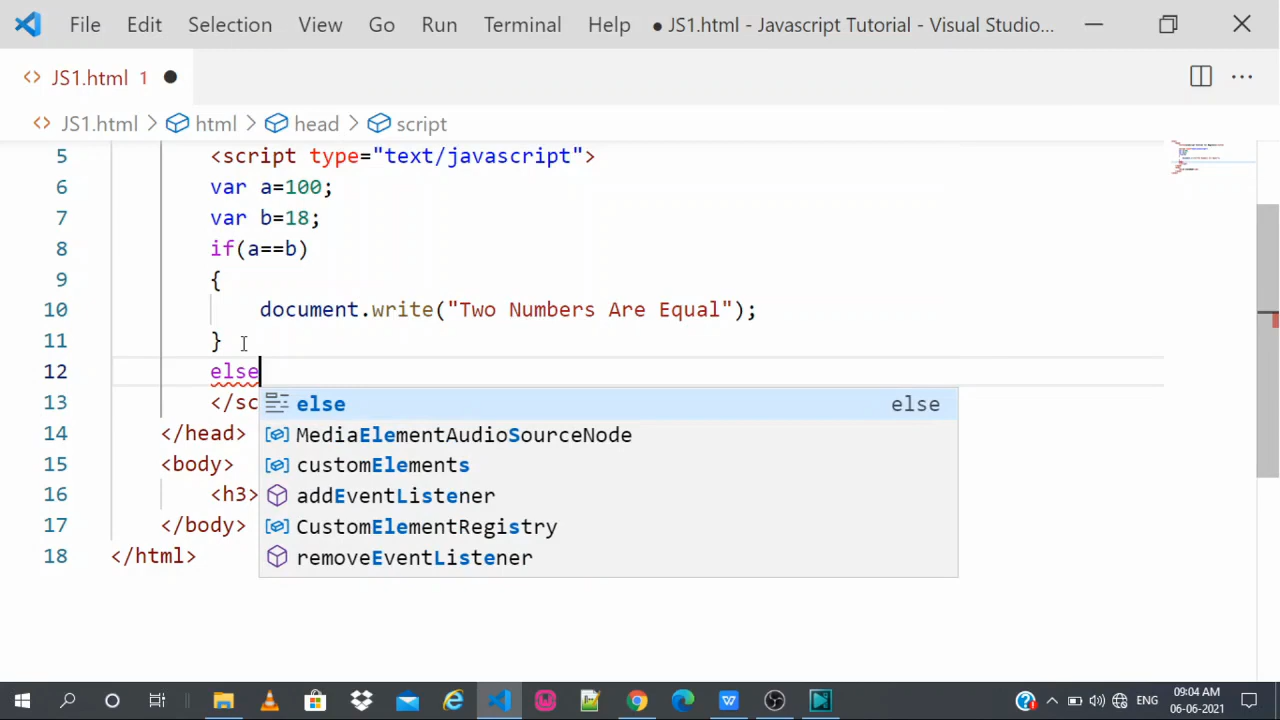 File Edit Selection View Go Run Terminal Help ● JS1.html - Javascript Tutorial - Visual Studio...
JS1.html 1 ●
JS1.html > html > head > script
5 <script type="text/javascript">
6 var a=100;
7 var b=18;
8 if(a==b)
9 {
10 document.write("Two Numbers Are Equal");
11 }
12 else
13 </sc
else else
14 </head>
MediaElementAudioSourceNode
15 <body>
customElements
16 <h3>
addEventListener
17 </body>
CustomElementRegistry
18 </html>
removeEventListener
ENG
09:04 AM
06-06-2021